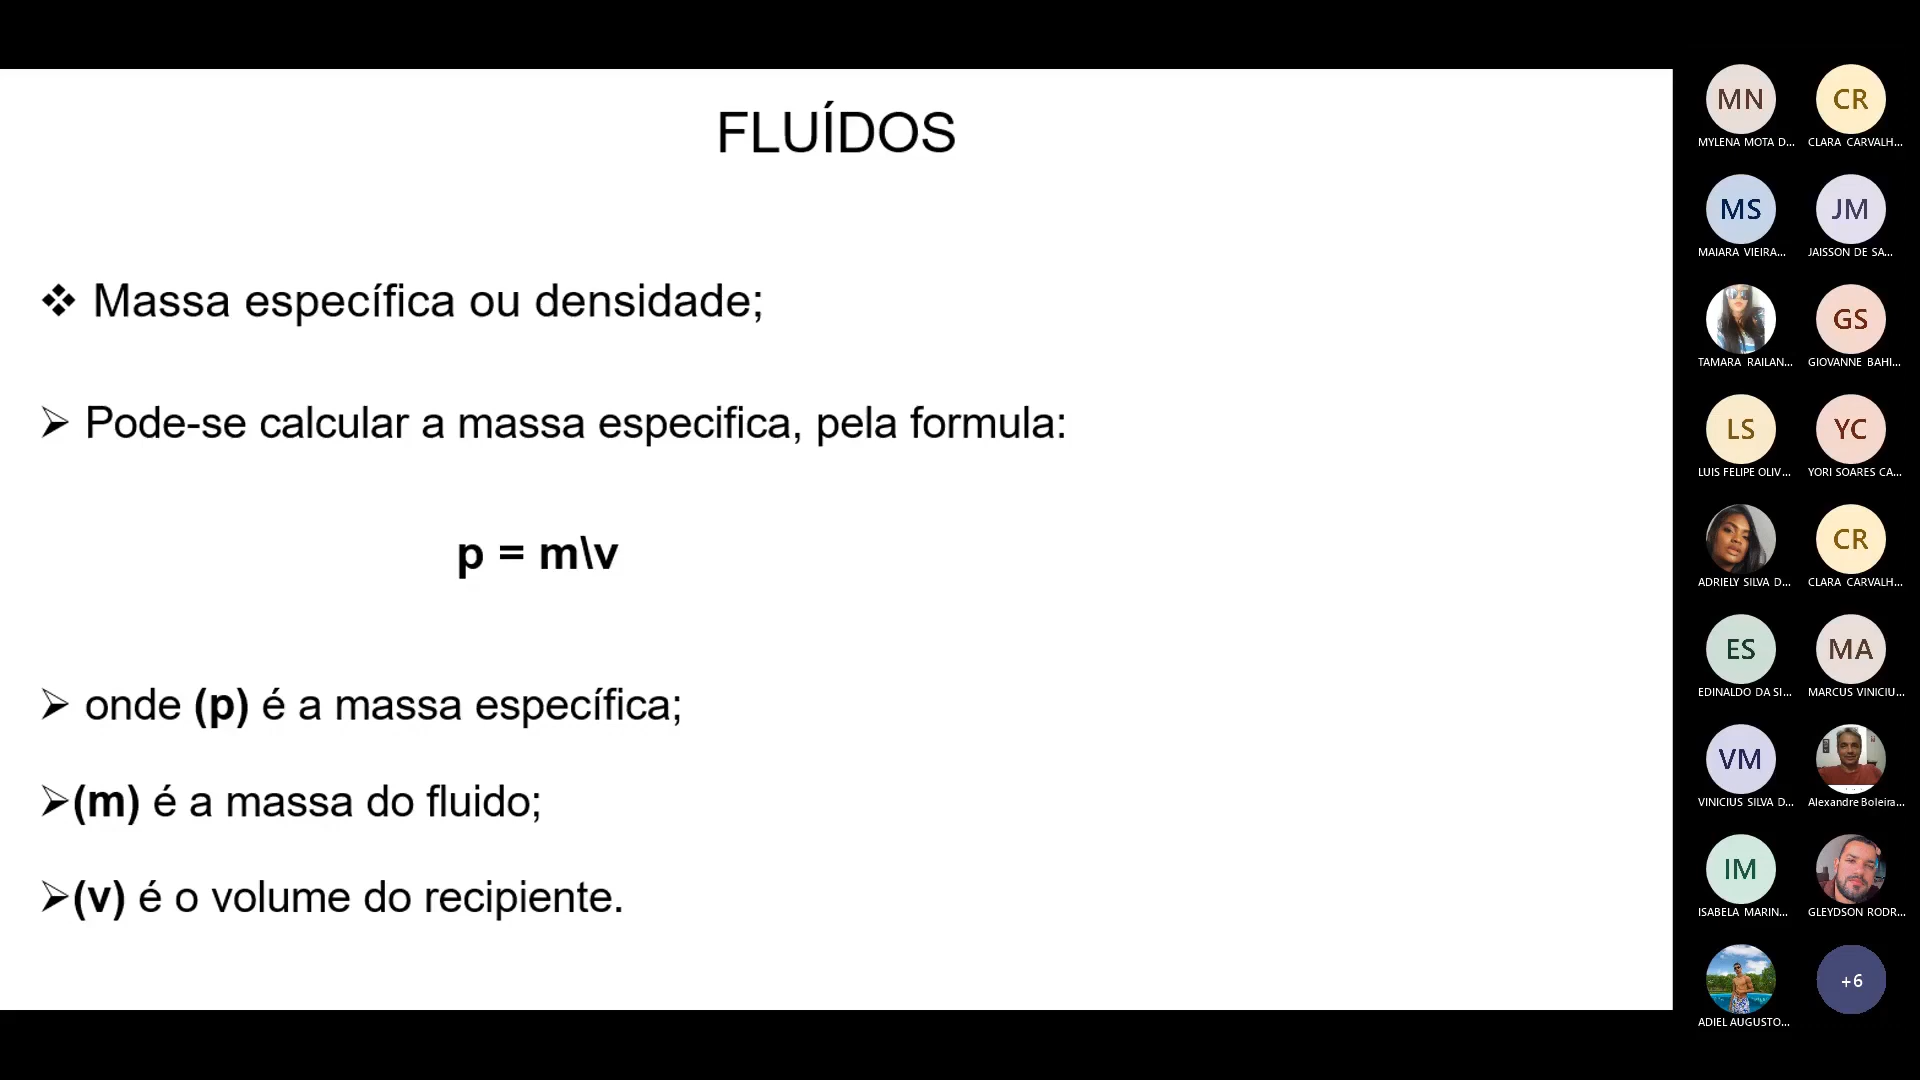 FLUÍDOS
❖ Massa específica ou densidade;
➢ Pode-se calcular a massa especifica, pela formula:
p = m\v
➢ onde (p) é a massa específica;
➢(m) é a massa do fluido;
➢(v) é o volume do recipiente.
MN
MYLENA MOTA D...
CR
CLARA CARVALH...
MS
MAIARA VIEIRA...
JM
JAISSON DE SA...
TAMARA RAILAN...
GS
GIOVANNE BAHI...
LS
LUIS FELIPE OLIV...
YC
YORI SOARES CA...
ADRIELY SILVA D...
CR
CLARA CARVALH...
ES
EDINALDO DA SI...
MA
MARCUS VINICIU...
VM
VINICIUS SILVA D...
Alexandre Boleira...
IM
ISABELA MARIN...
GLEYDSON RODR...
ADIEL AUGUSTO...
+6